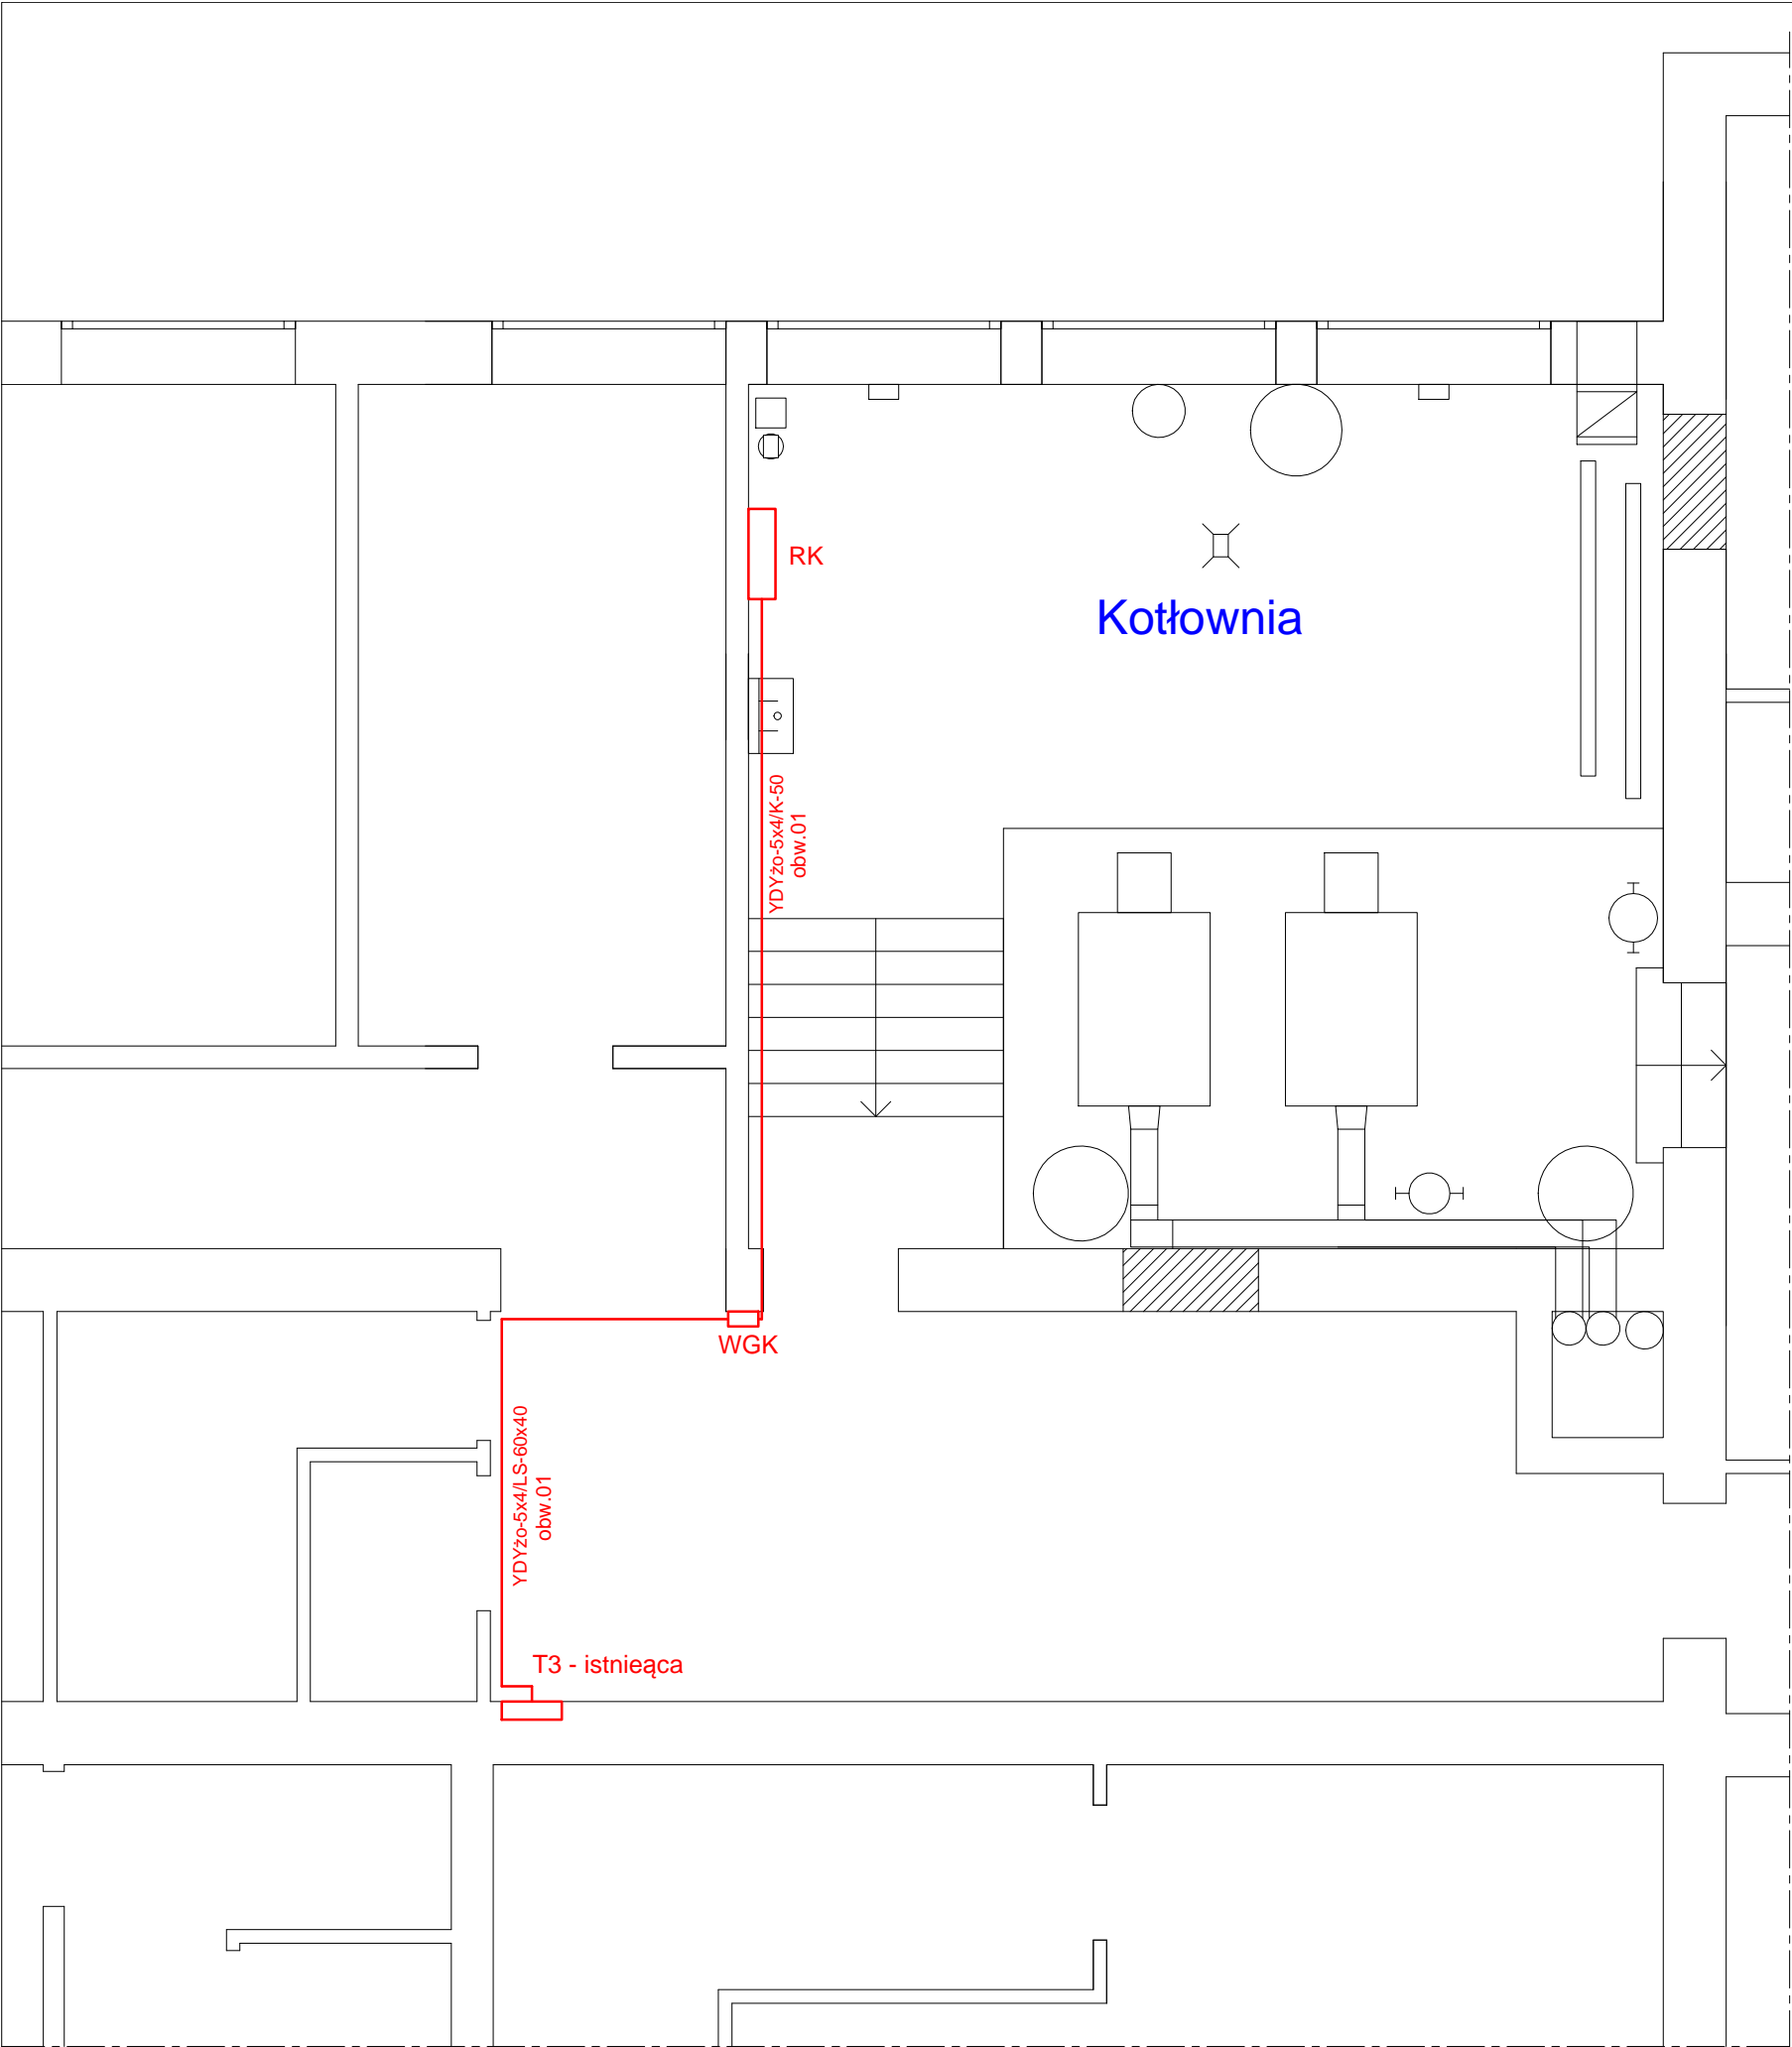 RK
Kotłownia
YDYżo-5x4/K-50
obw.01
WGK
YDYżo-5x4/LS-60x40
obw.01
T3 - istnieąca